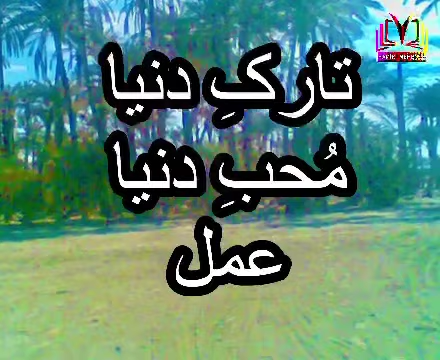 تارکِ دنیا
مُحبِ دنیا
عمل